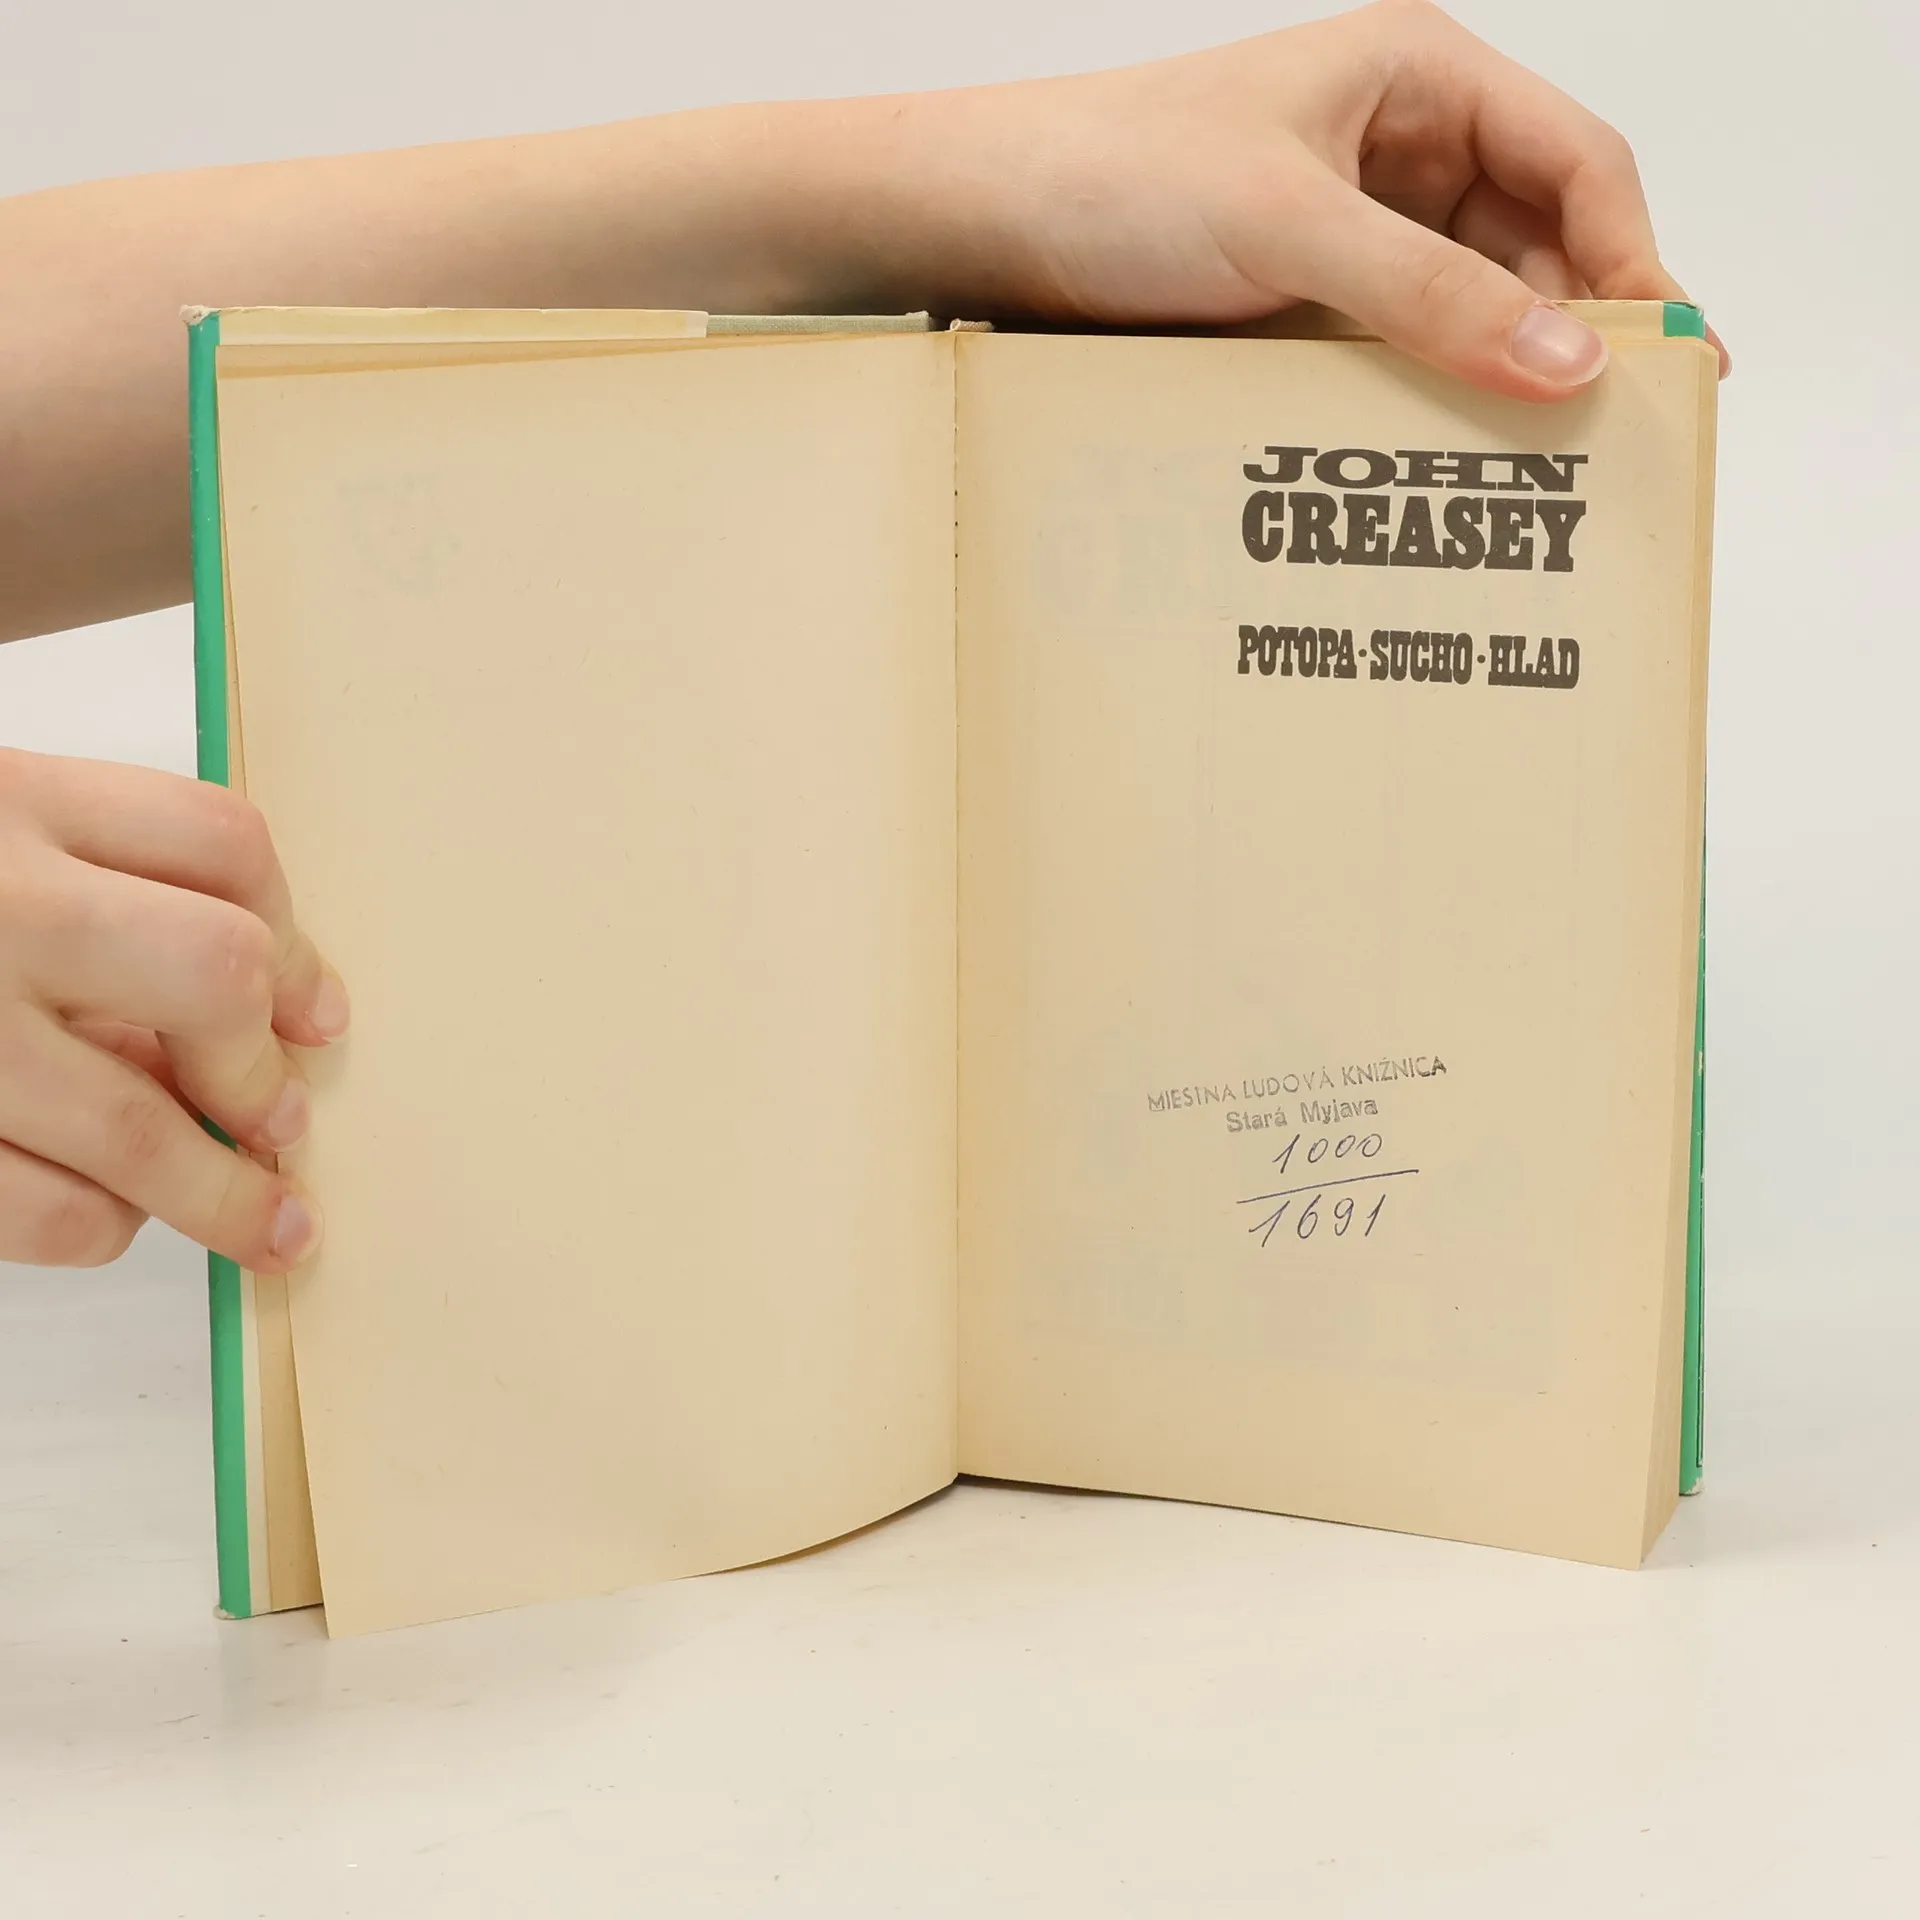 JOHN
CREASEY
POTOPA·SUCHO·HLAD
MIESTNA ĽUDOVÁ KNIŽNICA
Stará Myjava
1000
1691